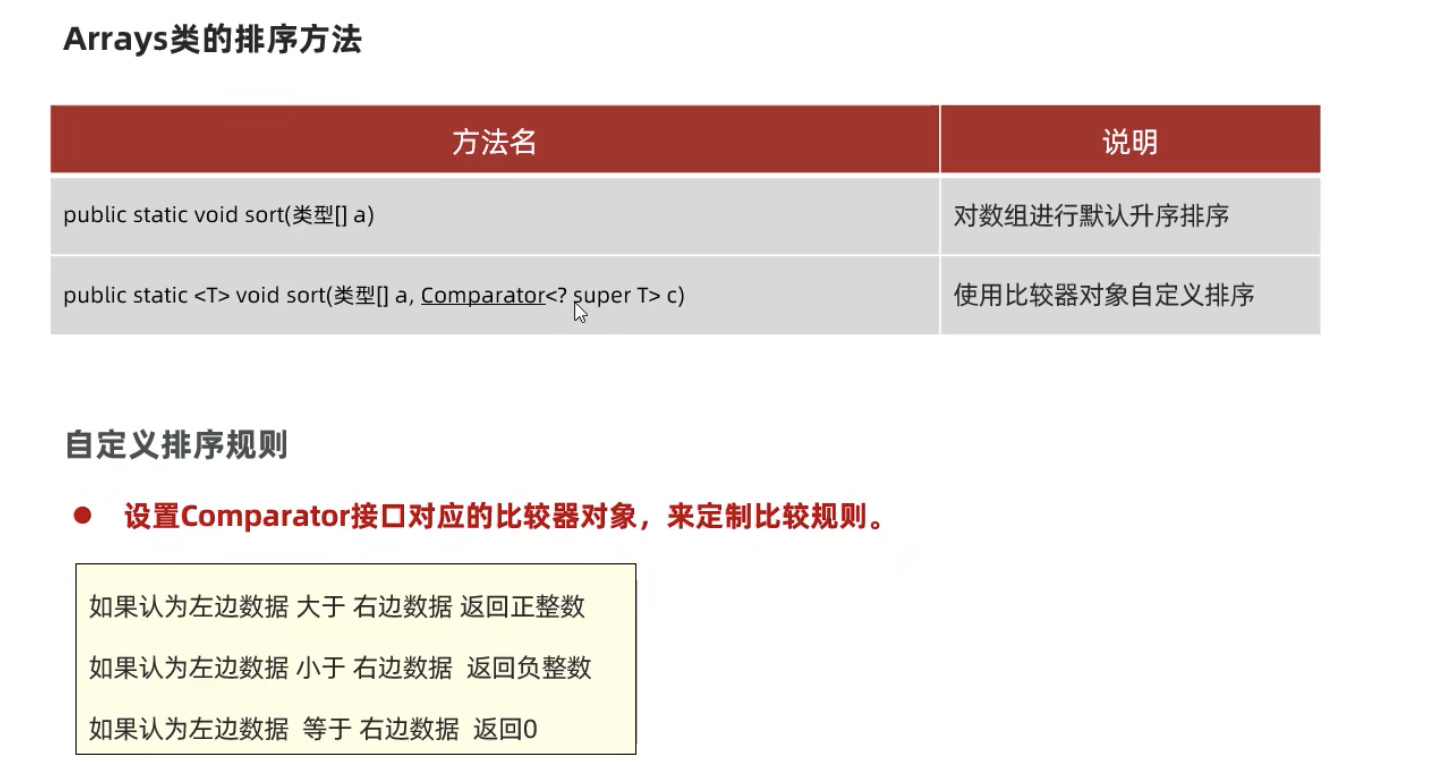 Arrays类的排序方法
方法名 说明
public static void sort(类型[] a) 对数组进行默认升序排序
public static <T> void sort(类型[] a, Comparator<? super T> c) 使用比较器对象自定义排序
自定义排序规则
● 设置Comparator接口对应的比较器对象，来定制比较规则。
如果认为左边数据 大于 右边数据 返回正整数
如果认为左边数据 小于 右边数据 返回负整数
如果认为左边数据 等于 右边数据 返回0